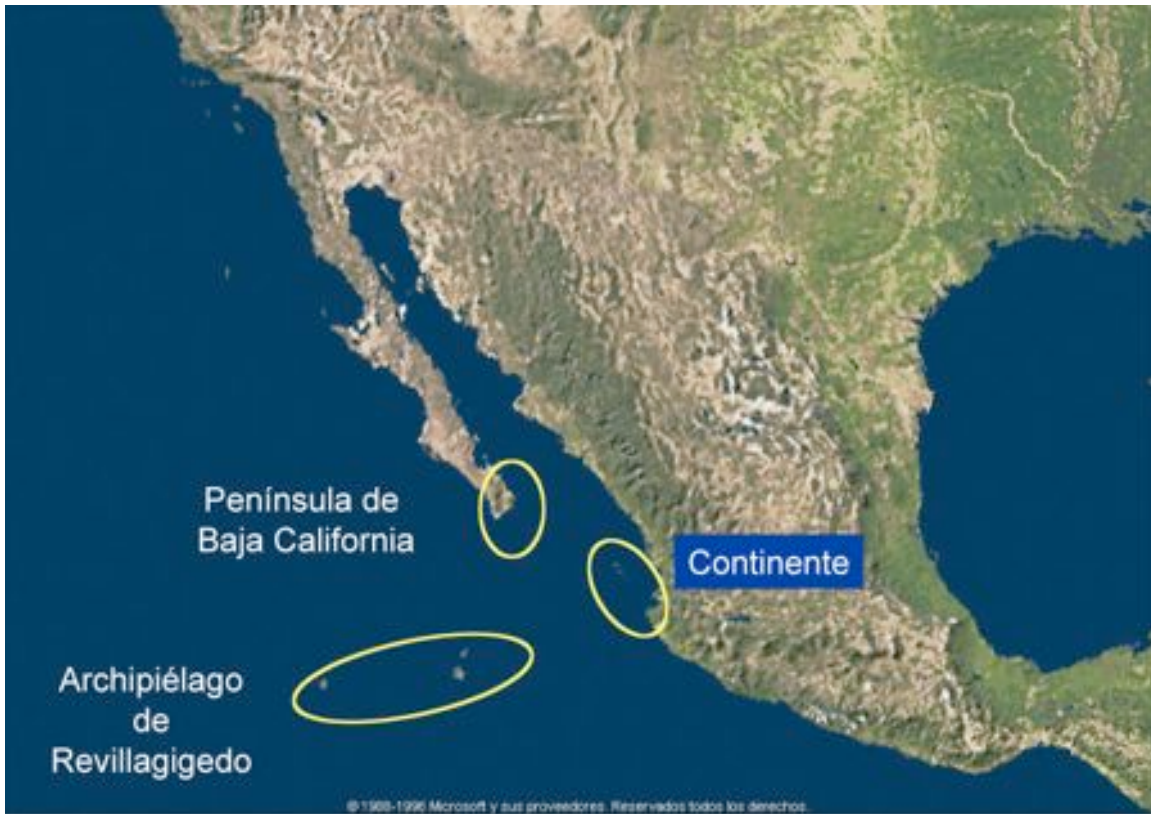 Península de
Baja California
Continente
Archipiélago
de
Revillagigedo
© 1988-1996 Microsoft y sus proveedores. Reservados todos los derechos.